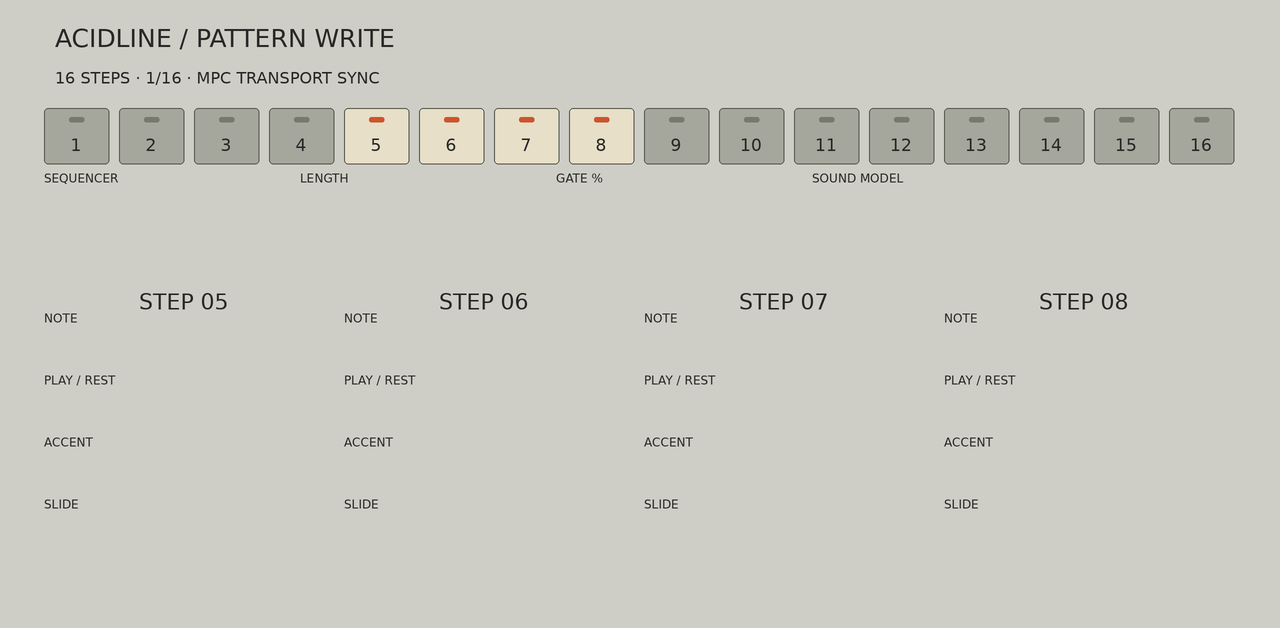 ACIDLINE / PATTERN WRITE
16 STEPS · 1/16 · MPC TRANSPORT SYNC
1 2 3 4 5 6 7 8 9 10 11 12 13 14 15 16
SEQUENCER LENGTH GATE % SOUND MODEL
STEP 05 STEP 06 STEP 07 STEP 08
NOTE NOTE NOTE NOTE
PLAY / REST PLAY / REST PLAY / REST PLAY / REST
ACCENT ACCENT ACCENT ACCENT
SLIDE SLIDE SLIDE SLIDE